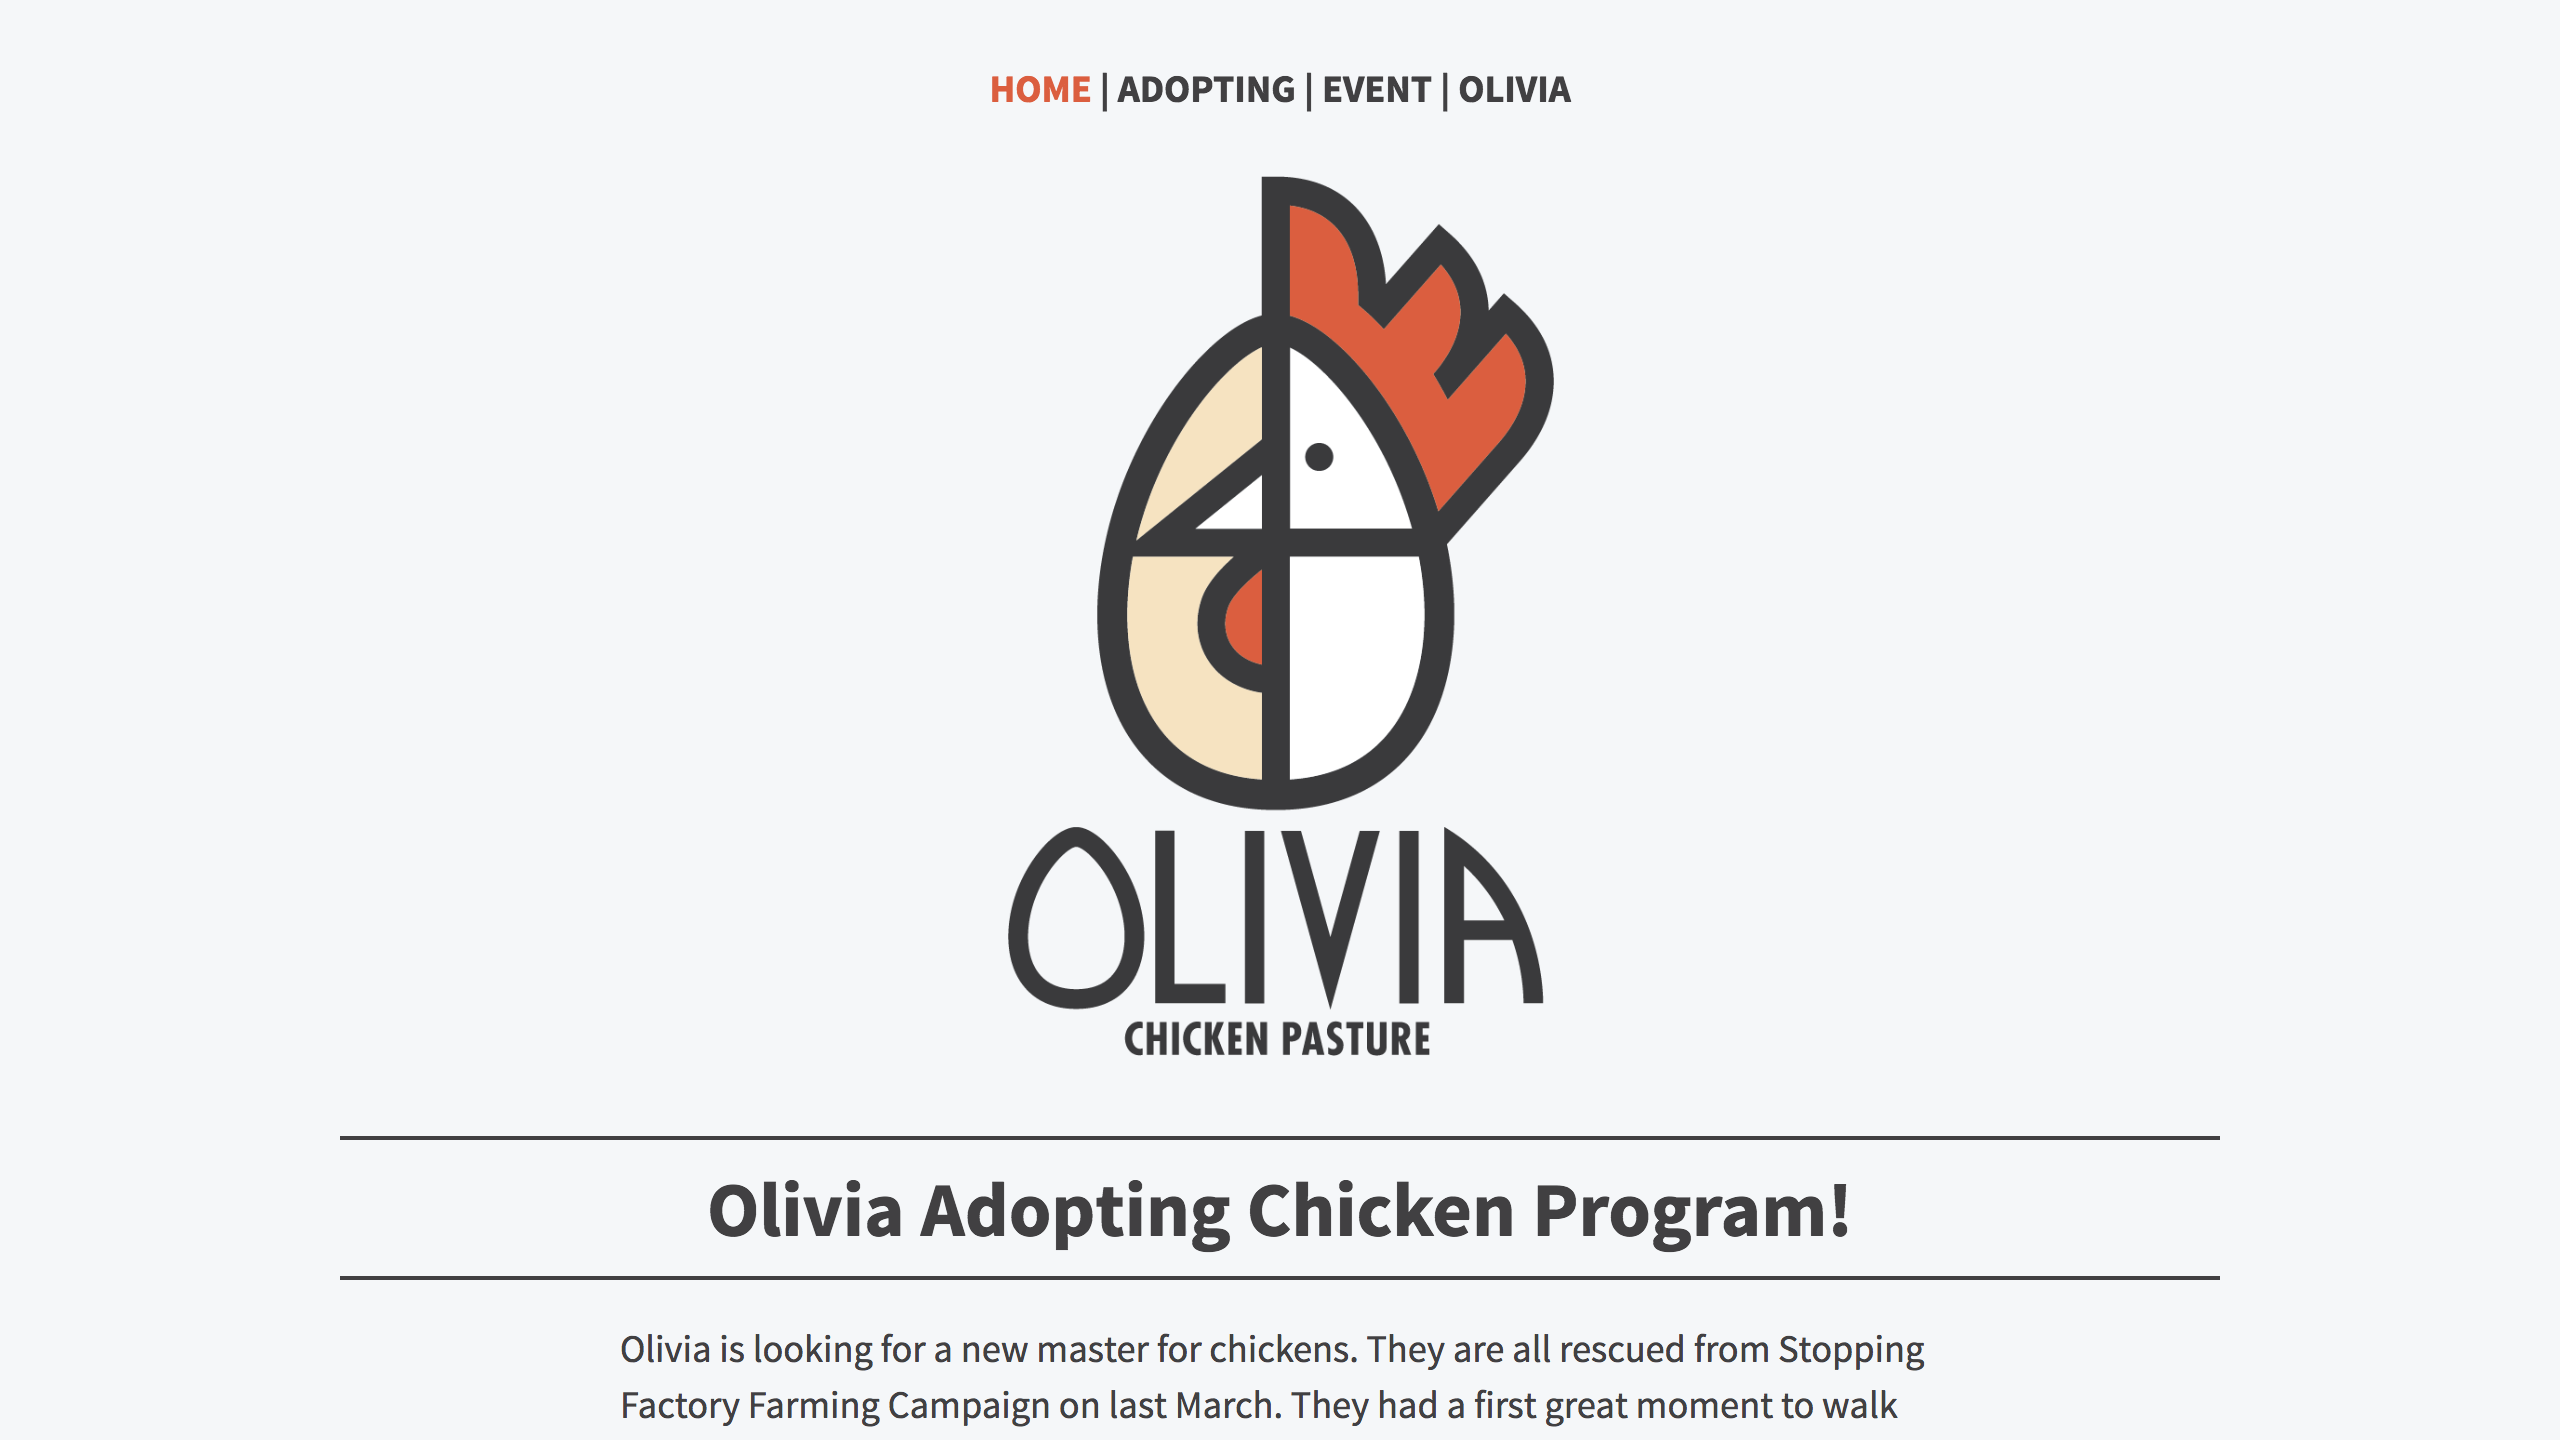 HOME | ADOPTING | EVENT | OLIVIA
OLIVIA
CHICKEN PASTURE
Olivia Adopting Chicken Program!
Olivia is looking for a new master for chickens. They are all rescued from Stopping
Factory Farming Campaign on last March. They had a first great moment to walk